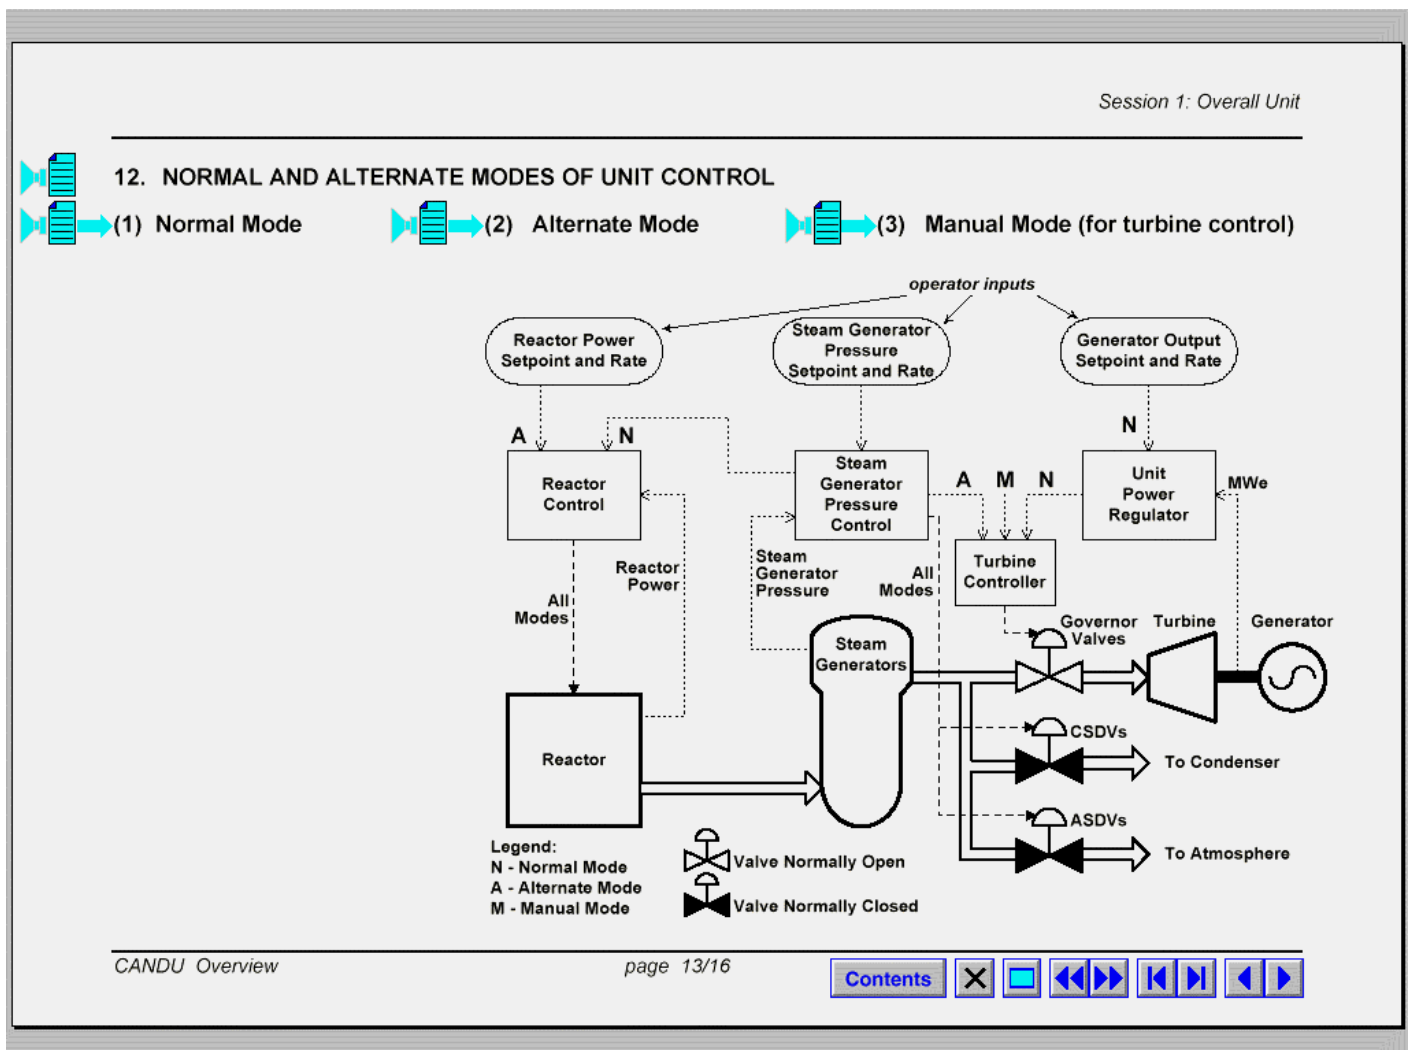 Session 1: Overall Unit
12. NORMAL AND ALTERNATE MODES OF UNIT CONTROL
(1) Normal Mode
(2) Alternate Mode
(3) Manual Mode (for turbine control)
operator inputs
Reactor Power
Setpoint and Rate
Steam Generator
Pressure
Setpoint and Rate
Generator Output
Setpoint and Rate
A
N
N
Reactor
Control
Steam
Generator
Pressure
Control
A
M
N
Unit
Power
Regulator
MWe
Reactor
Power
Steam
Generator
Pressure
All
Modes
Turbine
Controller
All
Modes
Governor
Valves
Turbine
Generator
Steam
Generators
Reactor
CSDVs
To Condenser
ASDVs
To Atmosphere
Legend:
N - Normal Mode
A - Alternate Mode
M - Manual Mode
Valve Normally Open
Valve Normally Closed
CANDU Overview
page 13/16
Contents